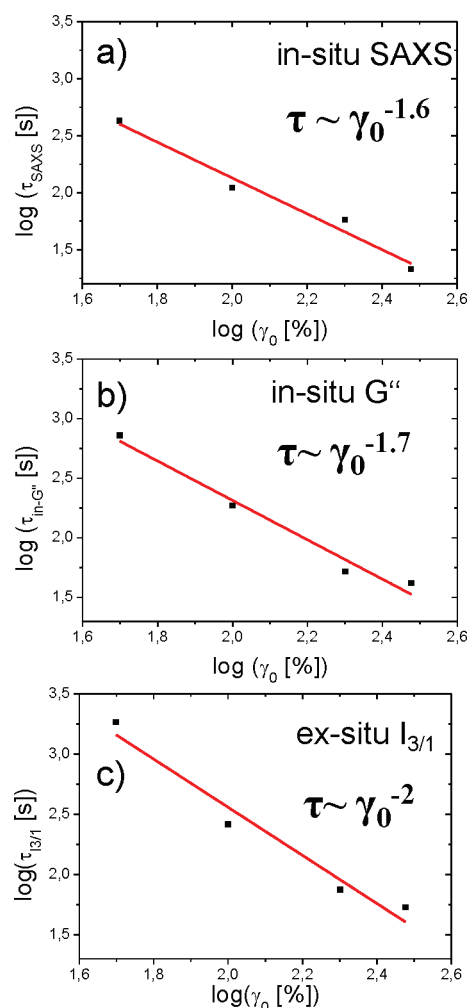 a)
in-situ SAXS
τ ~ γ0-1.6
log (τSAXS [s])
3,5
3,0
2,5
2,0
1,5
1,6 1,8 2,0 2,2 2,4 2,6
log (γ0 [%])
b)
in-situ G“
τ~ γ0-1.7
log (τin-G" [s])
3,5
3,0
2,5
2,0
1,5
1,6 1,8 2,0 2,2 2,4 2,6
log (γ0 [%])
c)
ex-situ I3/1
τ~ γ0-2
log(τI3/1 [s])
3,5
3,0
2,5
2,0
1,5
1,6 1,8 2,0 2,2 2,4 2,6
log(γ0 [%])